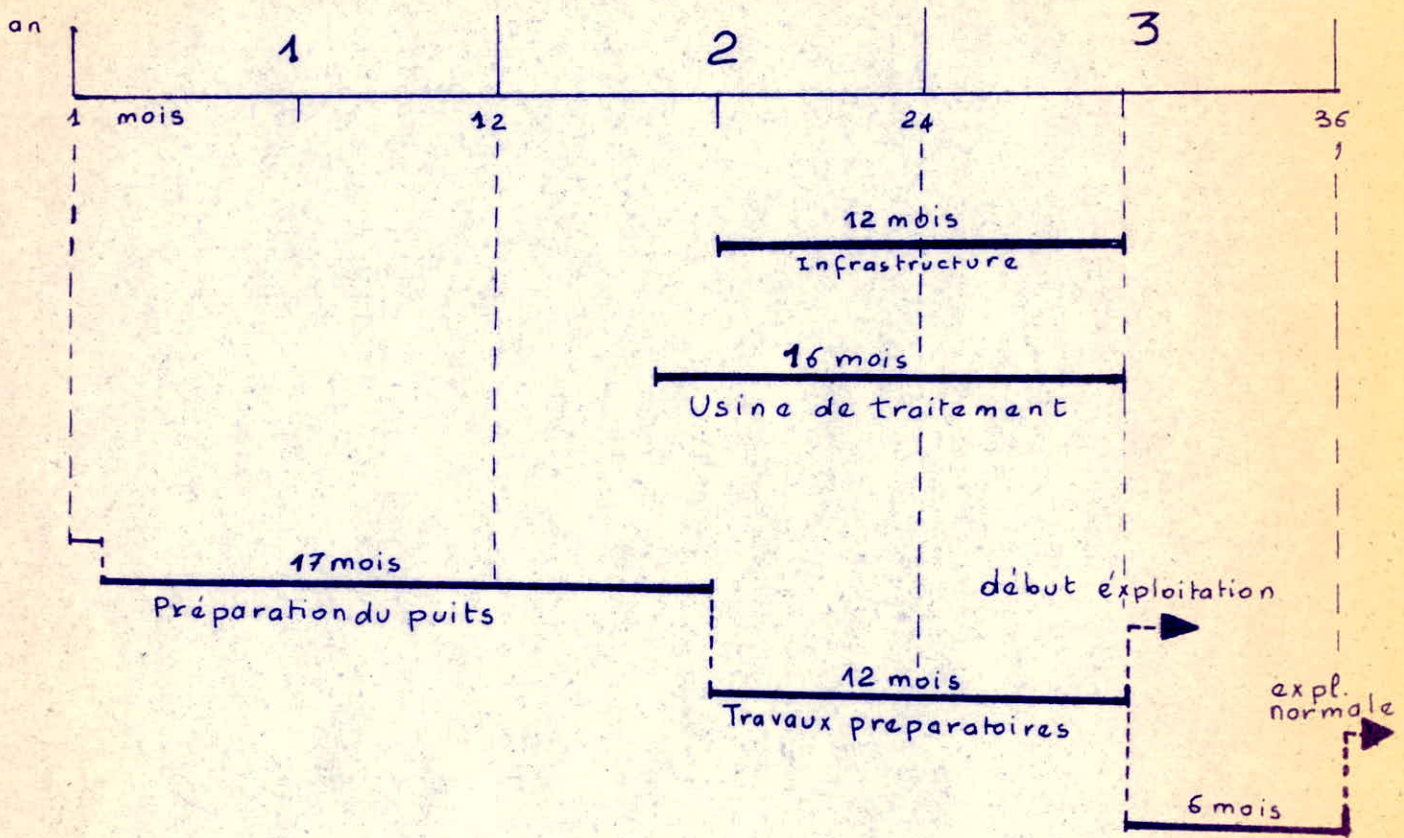 an
1 2 3
1 mois 12 24 36
12 mois
Infrastructure
16 mois
Usine de traitement
17 mois
Préparation du puits
début éxploitation
12 mois
Travaux preparatoires
expl.
normale
6 mois